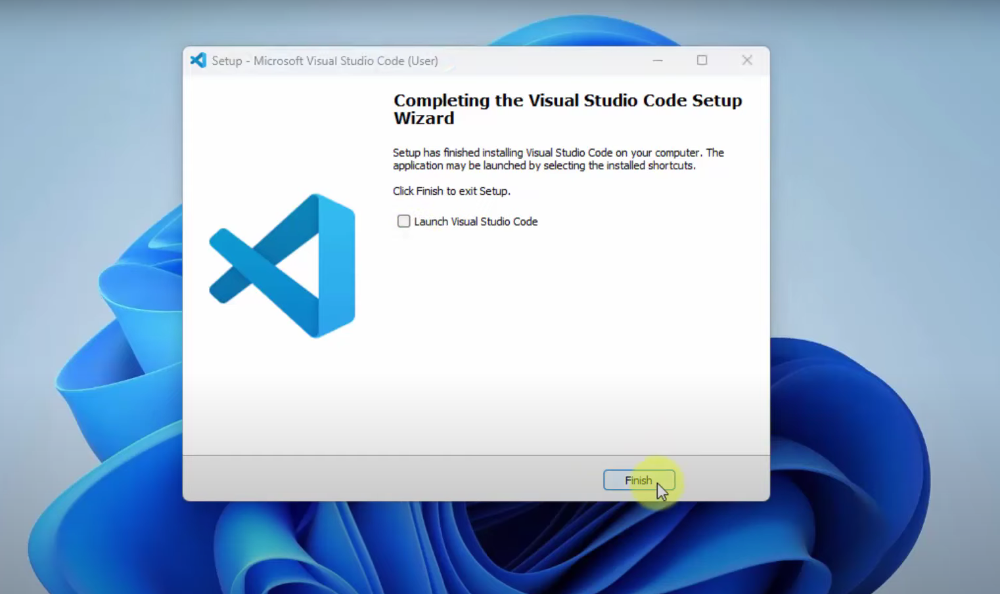 Setup - Microsoft Visual Studio Code (User)
Completing the Visual Studio Code Setup
Wizard
Setup has finished installing Visual Studio Code on your computer. The
application may be launched by selecting the installed shortcuts.
Click Finish to exit Setup.
Launch Visual Studio Code
Finish